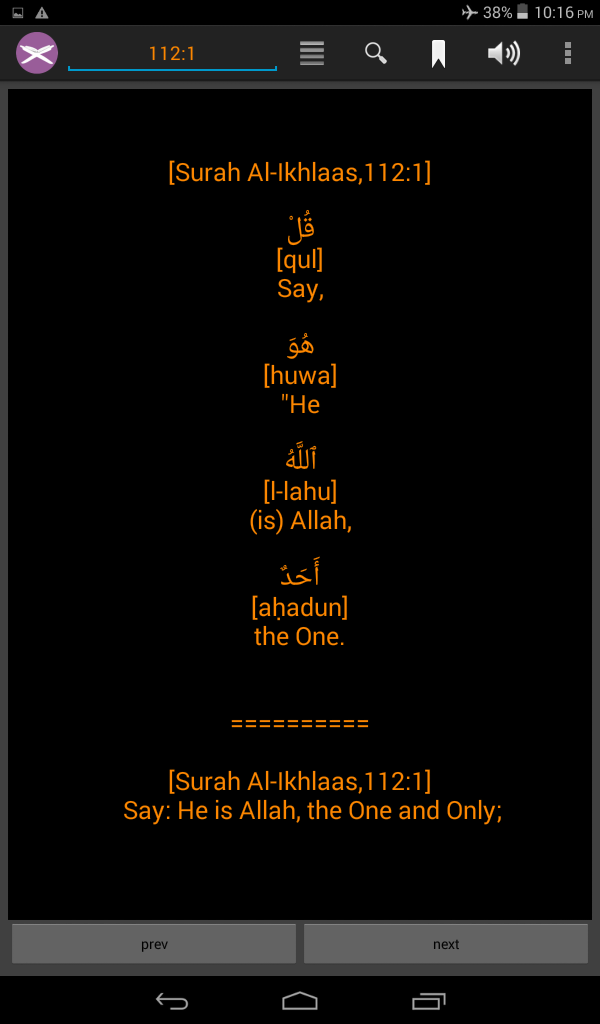 38% 10:16 PM
112:1
[Surah Al-Ikhlaas,112:1]
قُلْ
[qul]
Say,
هُوَ
[huwa]
"He
ٱللَّهُ
[l-lahu]
(is) Allah,
أَحَدٌ
[aḥadun]
the One.
==========
[Surah Al-Ikhlaas,112:1]
Say: He is Allah, the One and Only;
prev
next